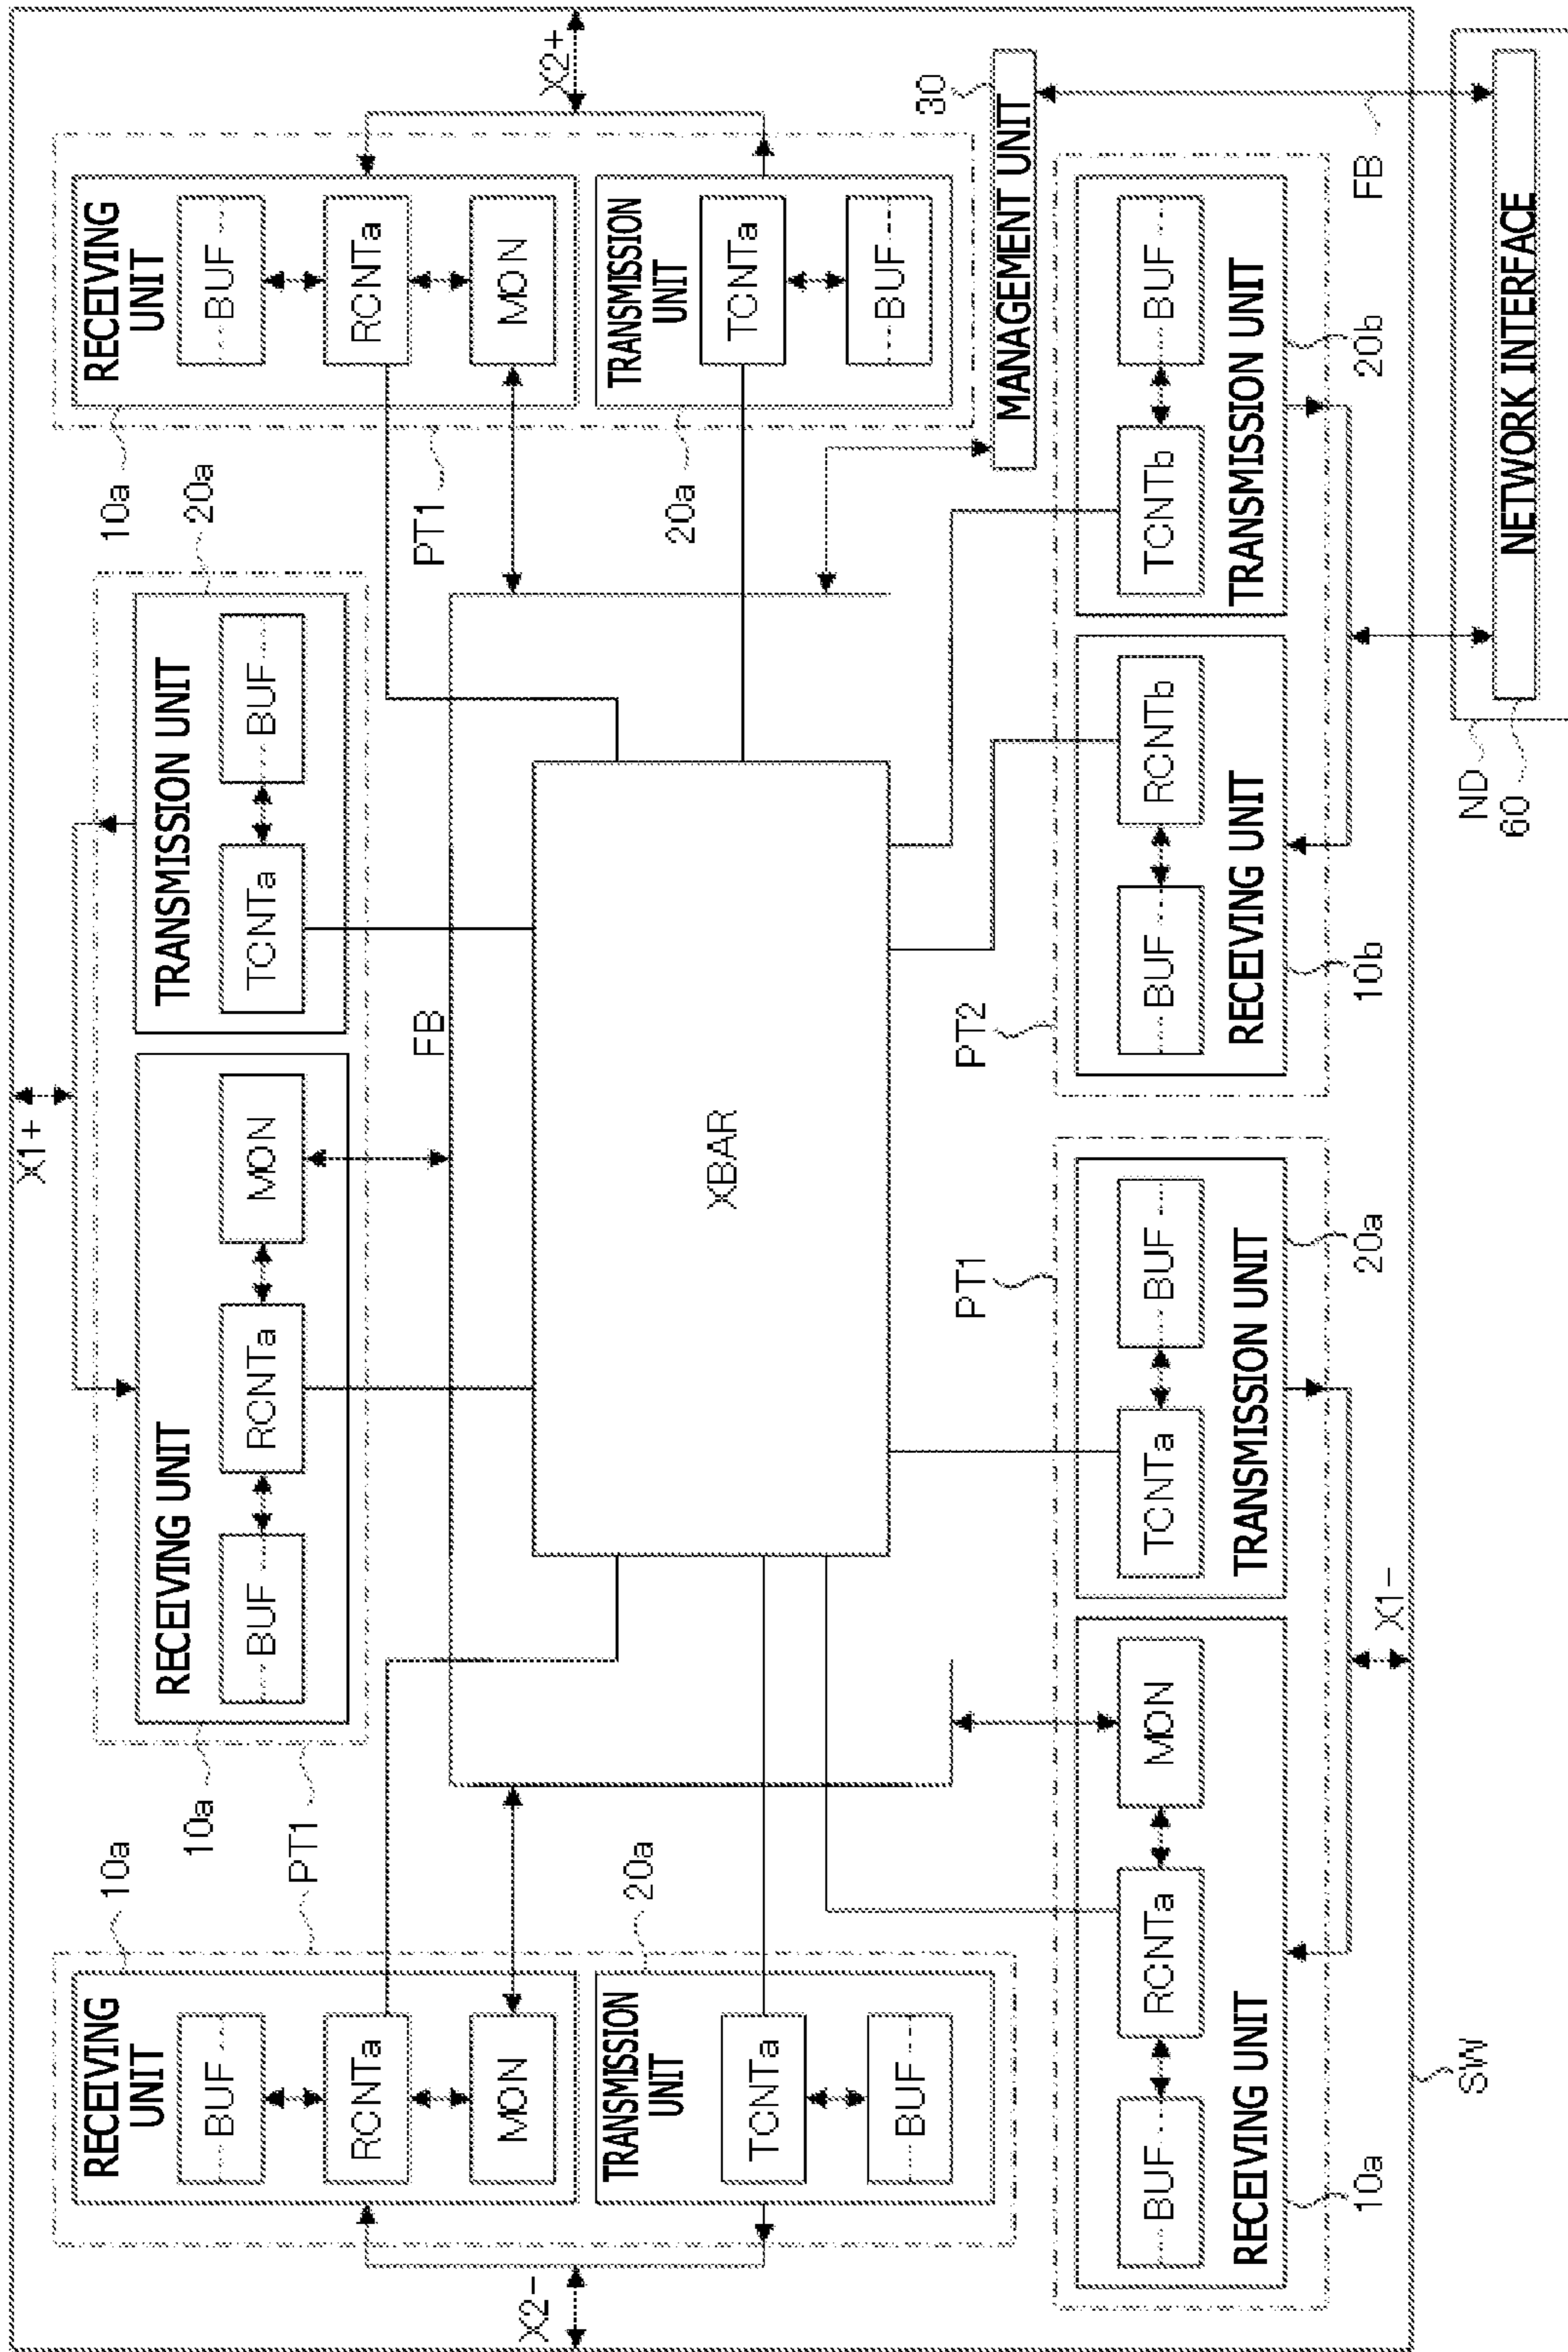 X1+
X2-
X2+
PT1
10a
RECEIVING
UNIT
BUF
RCNTa
MON
20a
TRANSMISSION
UNIT
TCNTa
BUF
PT1
10a
RECEIVING UNIT
BUF
RCNTa
MON
20a
TRANSMISSION UNIT
TCNTa
BUF
FB
10a
RECEIVING
UNIT
BUF
RCNTa
MON
PT1
20a
TRANSMISSION
UNIT
TCNTa
BUF
XBAR
30
MANAGEMENT UNIT
PT1
BUF
RCNTa
MON
RECEIVING UNIT
10a
TCNTa
BUF
TRANSMISSION UNIT
20a
X1-
PT2
BUF
RCNTb
RECEIVING UNIT
10b
TCNTb
BUF
TRANSMISSION UNIT
20b
FB
SW
ND
60
NETWORK INTERFACE